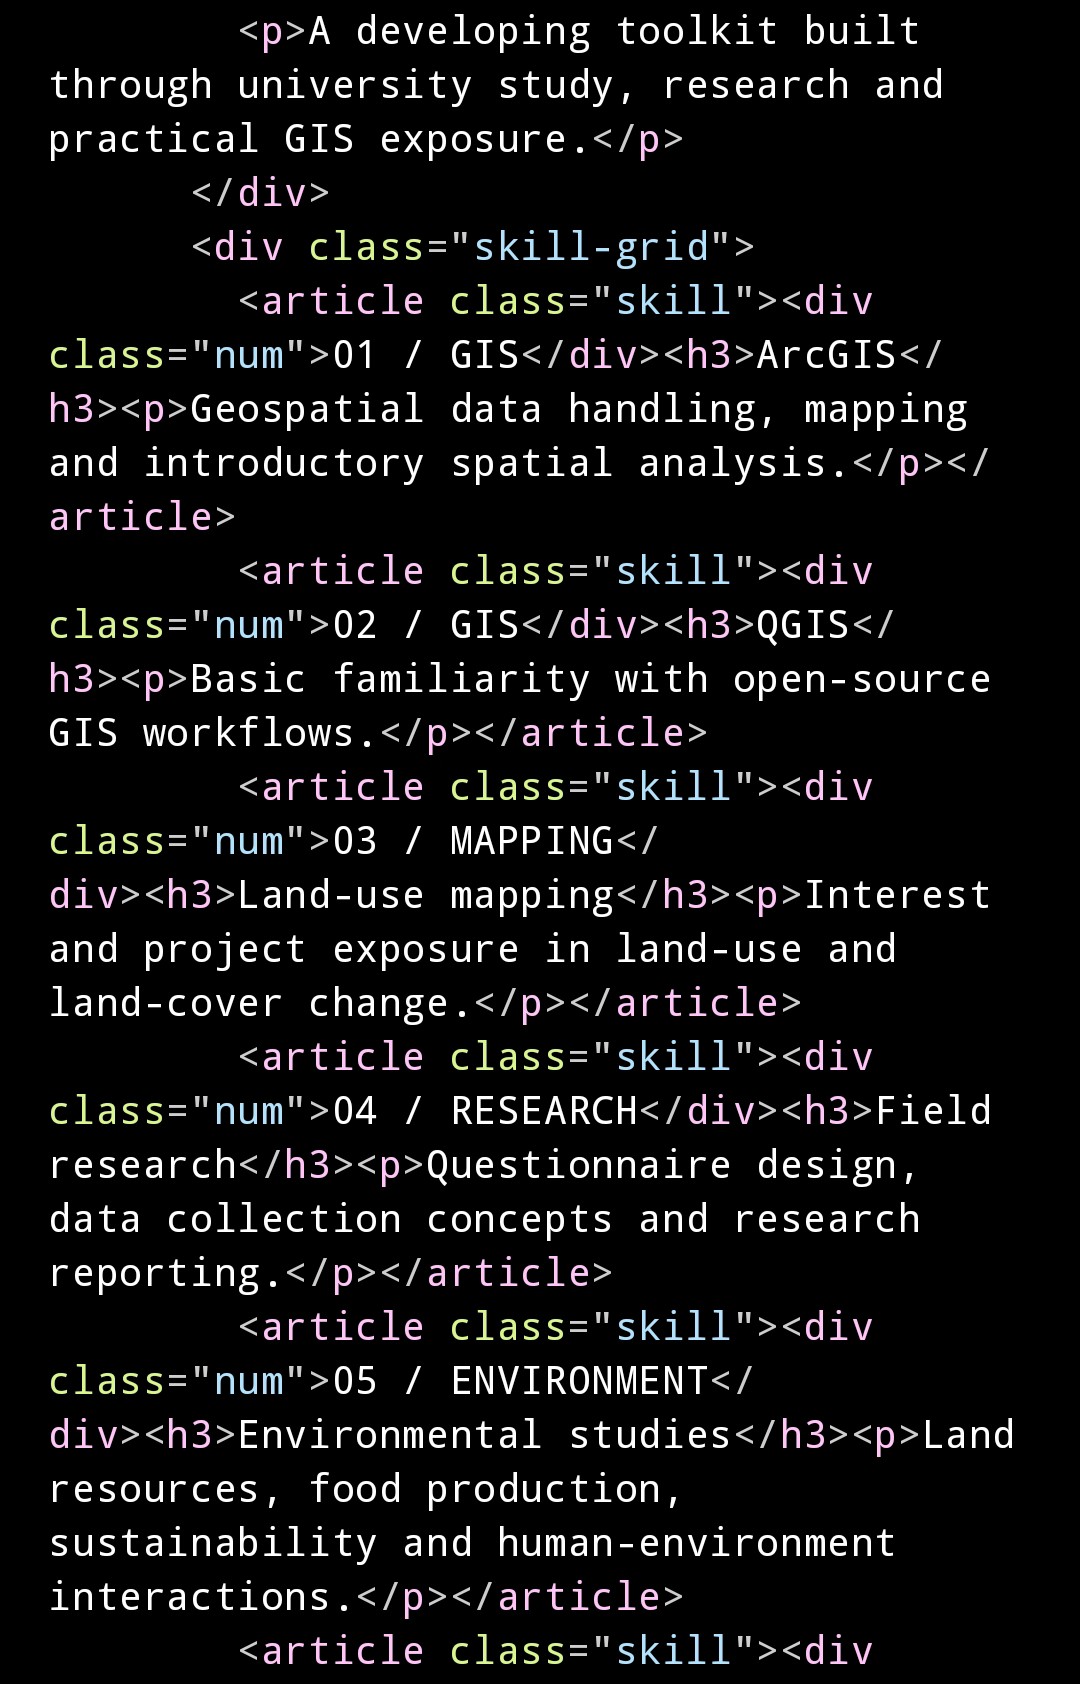 <p>A developing toolkit built
through university study, research and
practical GIS exposure.</p>
</div>
<div class="skill-grid">
<article class="skill"><div
class="num">01 / GIS</div><h3>ArcGIS</
h3><p>Geospatial data handling, mapping
and introductory spatial analysis.</p></
article>
<article class="skill"><div
class="num">02 / GIS</div><h3>QGIS</
h3><p>Basic familiarity with open-source
GIS workflows.</p></article>
<article class="skill"><div
class="num">03 / MAPPING</
div><h3>Land-use mapping</h3><p>Interest
and project exposure in land-use and
land-cover change.</p></article>
<article class="skill"><div
class="num">04 / RESEARCH</div><h3>Field
research</h3><p>Questionnaire design,
data collection concepts and research
reporting.</p></article>
<article class="skill"><div
class="num">05 / ENVIRONMENT</
div><h3>Environmental studies</h3><p>Land
resources, food production,
sustainability and human-environment
interactions.</p></article>
<article class="skill"><div